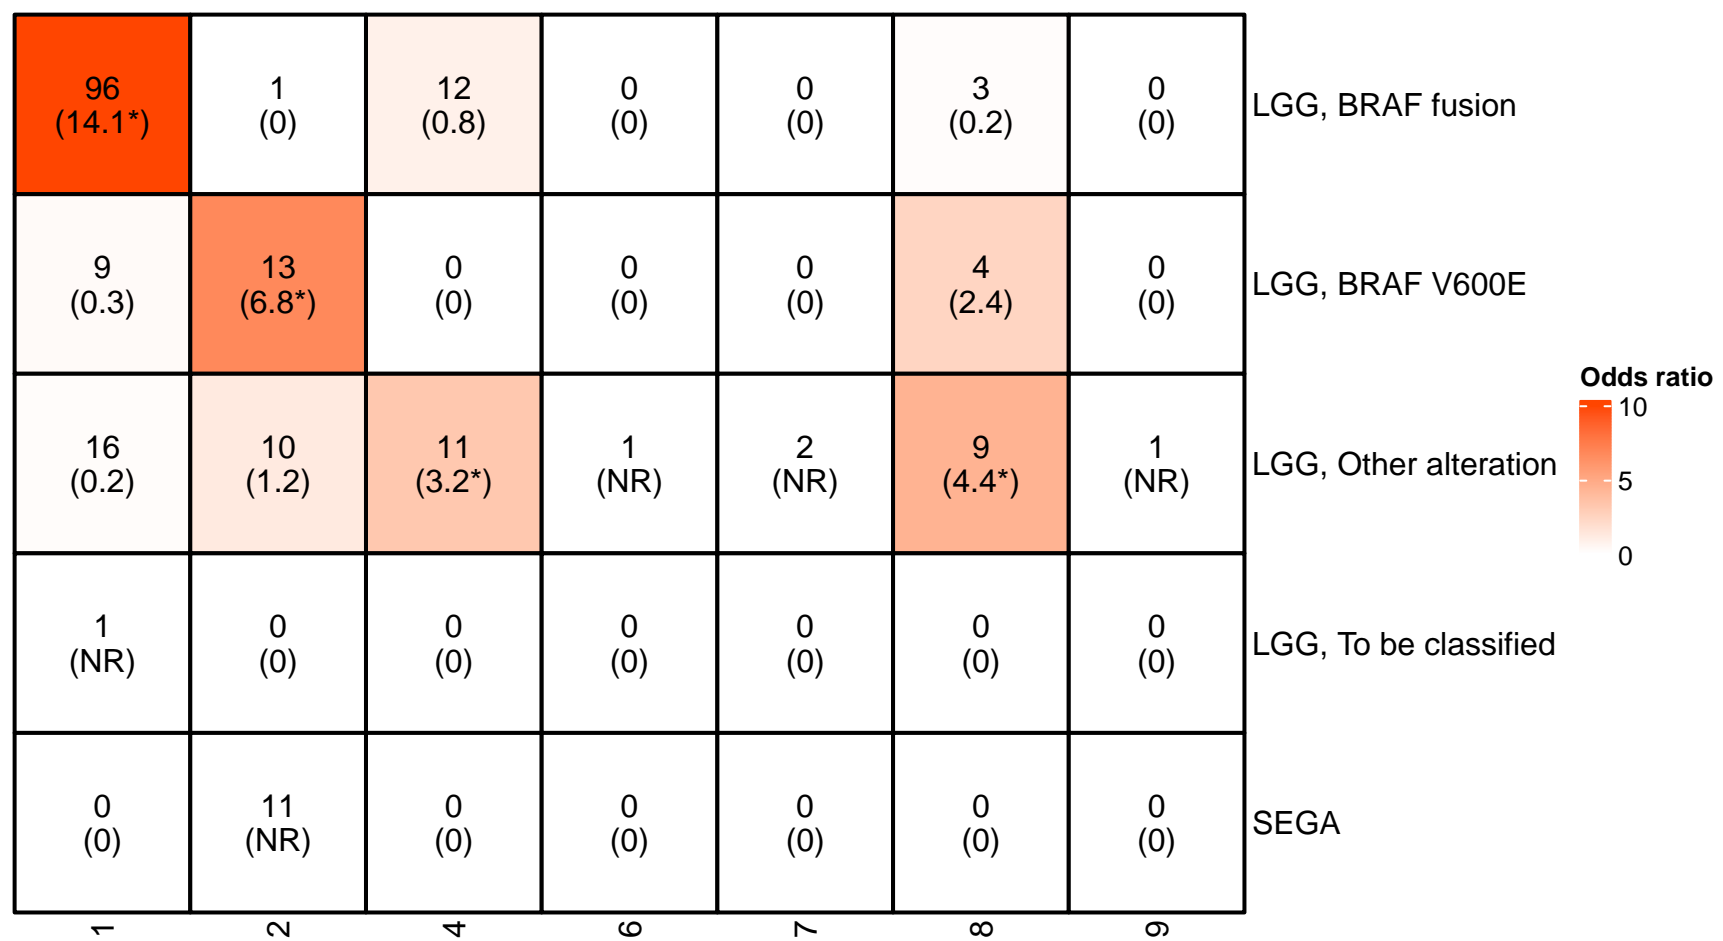 96 1 12 0 0 3 0
(14.1*) (0) (0.8) (0) (0) (0.2) (0)
LGG, BRAF fusion
9 13 0 0 0 4 0
(0.3) (6.8*) (0) (0) (0) (2.4) (0)
LGG, BRAF V600E
16 10 11 1 2 9 1
(0.2) (1.2) (3.2*) (NR) (NR) (4.4*) (NR)
LGG, Other alteration
1 0 0 0 0 0 0
(NR) (0) (0) (0) (0) (0) (0)
LGG, To be classified
0 11 0 0 0 0 0
(0) (NR) (0) (0) (0) (0) (0)
SEGA
1 2 4 6 7 8 9
Odds ratio
10
5
0